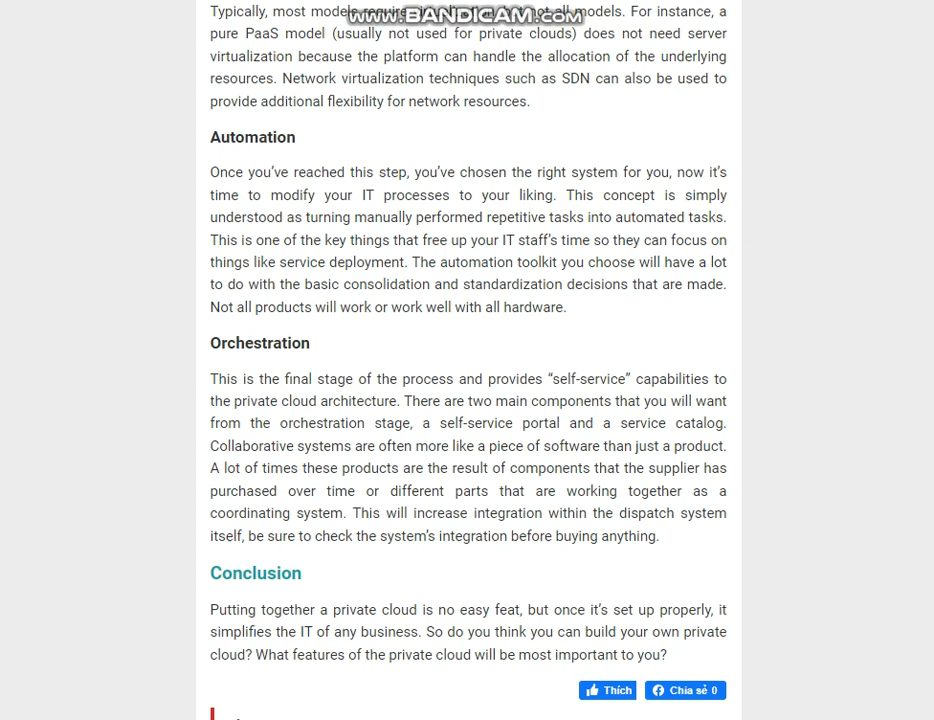 www.BANDICAM.com
Typically, most models require all models. For instance, a
pure PaaS model (usually not used for private clouds) does not need server
virtualization because the platform can handle the allocation of the underlying
resources. Network virtualization techniques such as SDN can also be used to
provide additional flexibility for network resources.
Automation
Once you’ve reached this step, you’ve chosen the right system for you, now it’s
time to modify your IT processes to your liking. This concept is simply
understood as turning manually performed repetitive tasks into automated tasks.
This is one of the key things that free up your IT staff’s time so they can focus on
things like service deployment. The automation toolkit you choose will have a lot
to do with the basic consolidation and standardization decisions that are made.
Not all products will work or work well with all hardware.
Orchestration
This is the final stage of the process and provides “self-service” capabilities to
the private cloud architecture. There are two main components that you will want
from the orchestration stage, a self-service portal and a service catalog.
Collaborative systems are often more like a piece of software than just a product.
A lot of times these products are the result of components that the supplier has
purchased over time or different parts that are working together as a
coordinating system. This will increase integration within the dispatch system
itself, be sure to check the system’s integration before buying anything.
Conclusion
Putting together a private cloud is no easy feat, but once it’s set up properly, it
simplifies the IT of any business. So do you think you can build your own private
cloud? What features of the private cloud will be most important to you?
Thích
Chia sẻ 0